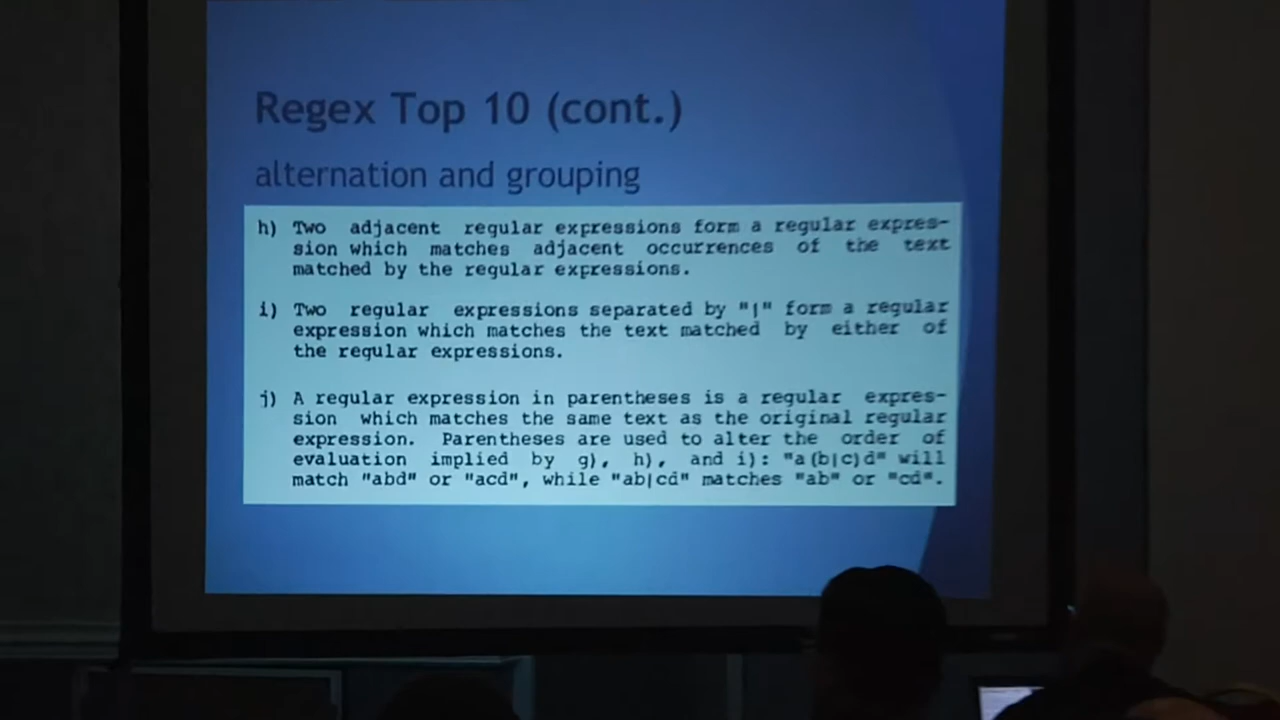 Regex Top 10 (cont.)
alternation and grouping
h) Two adjacent regular expressions form a regular expres-
sion which matches adjacent occurrences of the text
matched by the regular expressions.
i) Two regular expressions separated by "|" form a regular
expression which matches the text matched by either of
the regular expressions.
j) A regular expression in parentheses is a regular expres-
sion which matches the same text as the original regular
expression. Parentheses are used to alter the order of
evaluation implied by g), h), and i): "a(b|c)d" will
match "abd" or "acd", while "ab|cd" matches "ab" or "cd".